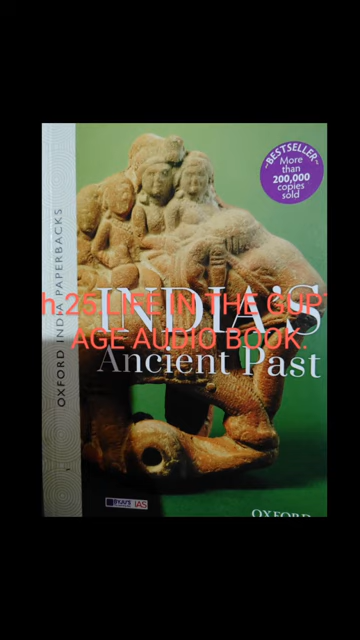 BESTSELLER
More
than
200,000
copies
sold
OXFORD INDIA PAPERBACKS
h.25.LIFE IN THE GUPT
AGE AUDIO BOOK.
INDIA'S
Ancient Past
IAS
OXFORD